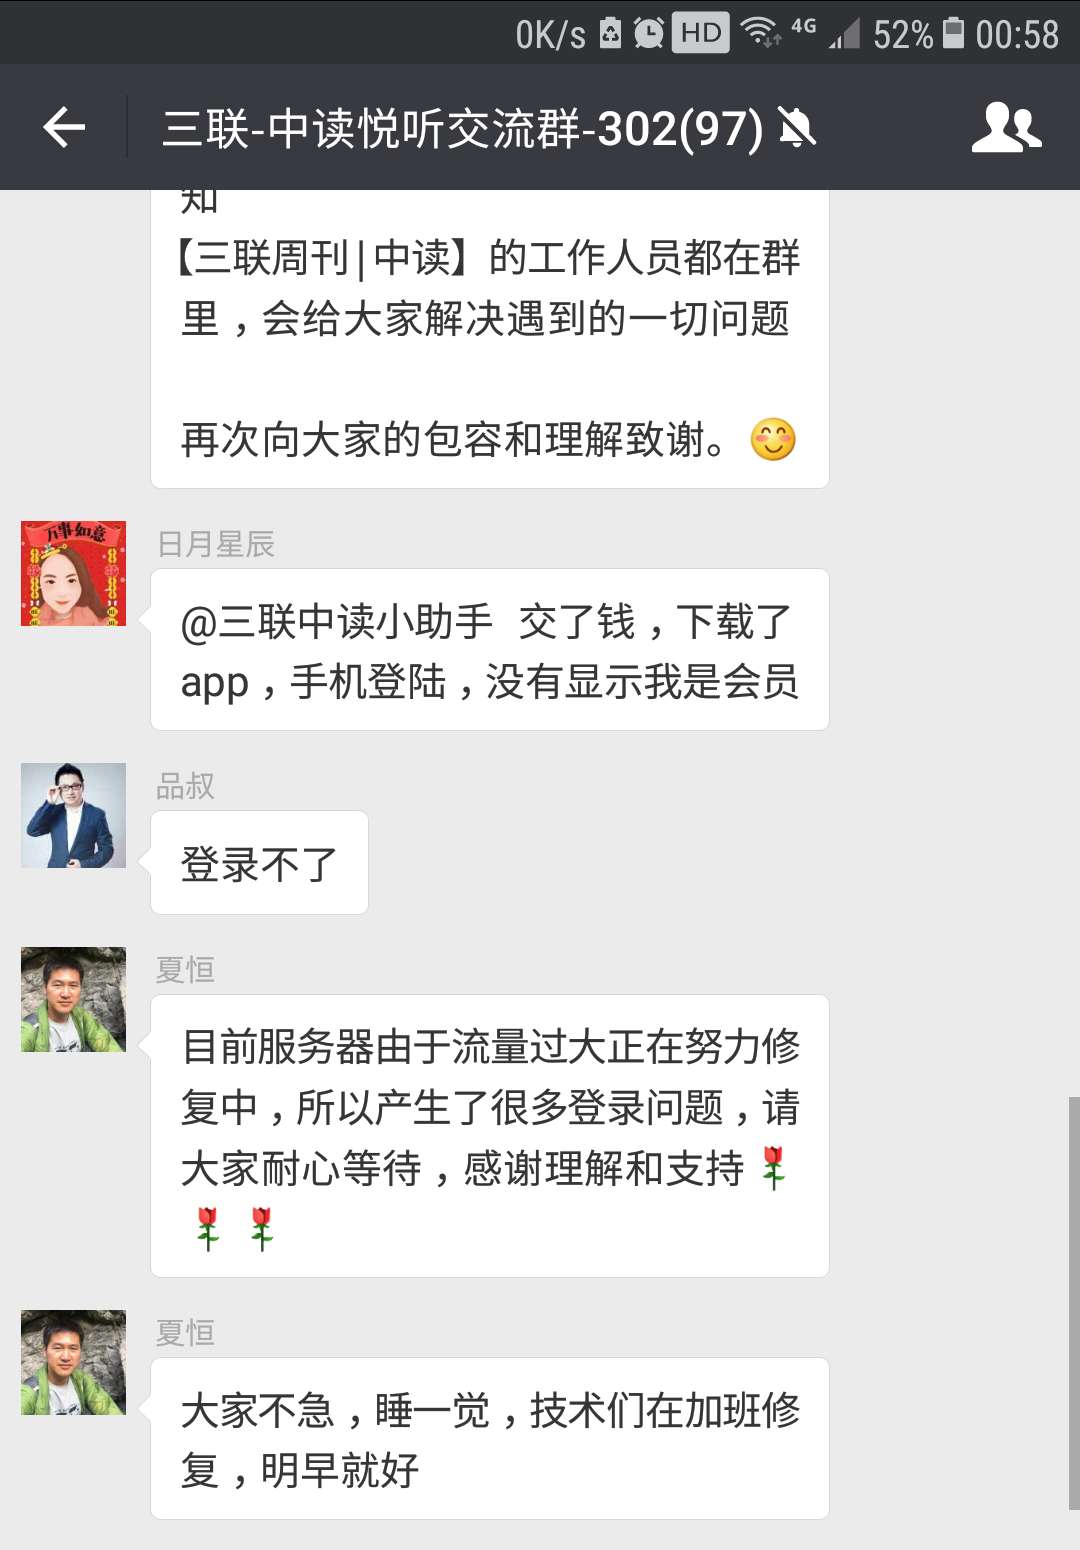 0K/s HD 4G 52% 00:58
三联-中读悦听交流群-302(97)
知
【三联周刊|中读】的工作人员都在群
里，会给大家解决遇到的一切问题
再次向大家的包容和理解致谢。
万事如意
日月星辰
@三联中读小助手 交了钱，下载了
app，手机登陆，没有显示我是会员
品叔
登录不了
夏恒
目前服务器由于流量过大正在努力修
复中，所以产生了很多登录问题，请
大家耐心等待，感谢理解和支持
夏恒
大家不急，睡一觉，技术们在加班修
复，明早就好